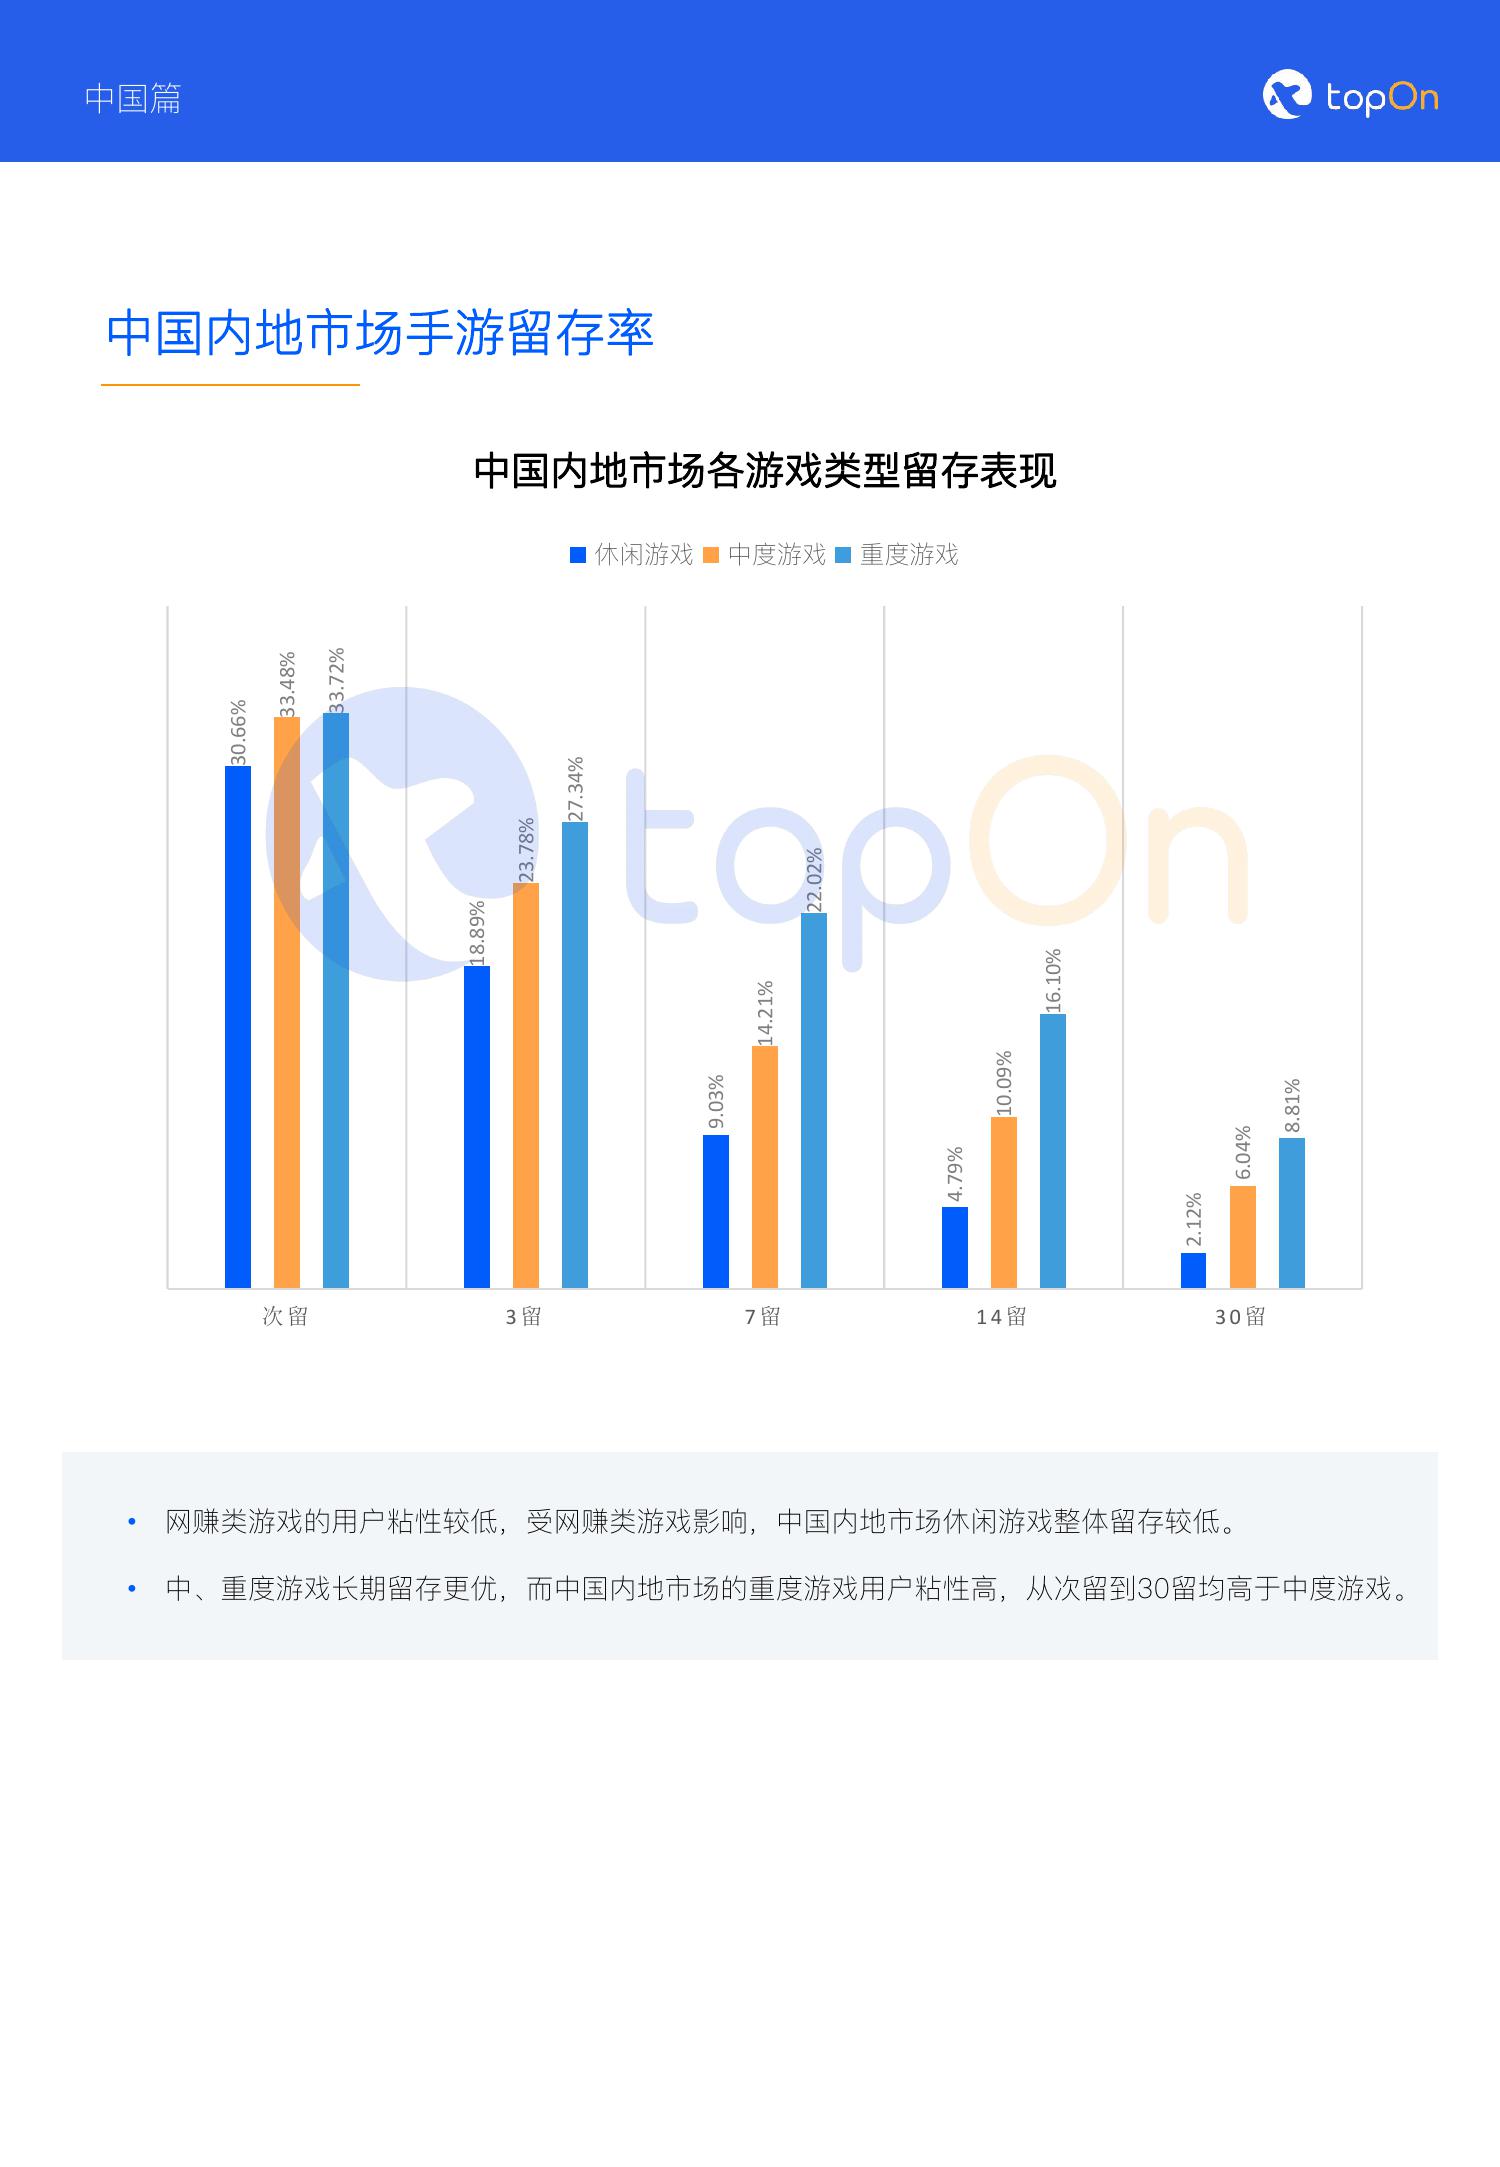 中国篇
topOn
中国内地市场手游留存率
中国内地市场各游戏类型留存表现
休闲游戏 中度游戏 重度游戏
30.66% 33.48% 33.72%
18.89% 23.78% 27.34%
9.03% 14.21% 22.02%
4.79% 10.09% 16.10%
2.12% 6.04% 8.81%
topOn
次留 3留 7留 14留 30留
• 网赚类游戏的用户粘性较低，受网赚类游戏影响，中国内地市场休闲游戏整体留存较低。
• 中、重度游戏长期留存更优，而中国内地市场的重度游戏用户粘性高，从次留到30留均高于中度游戏。